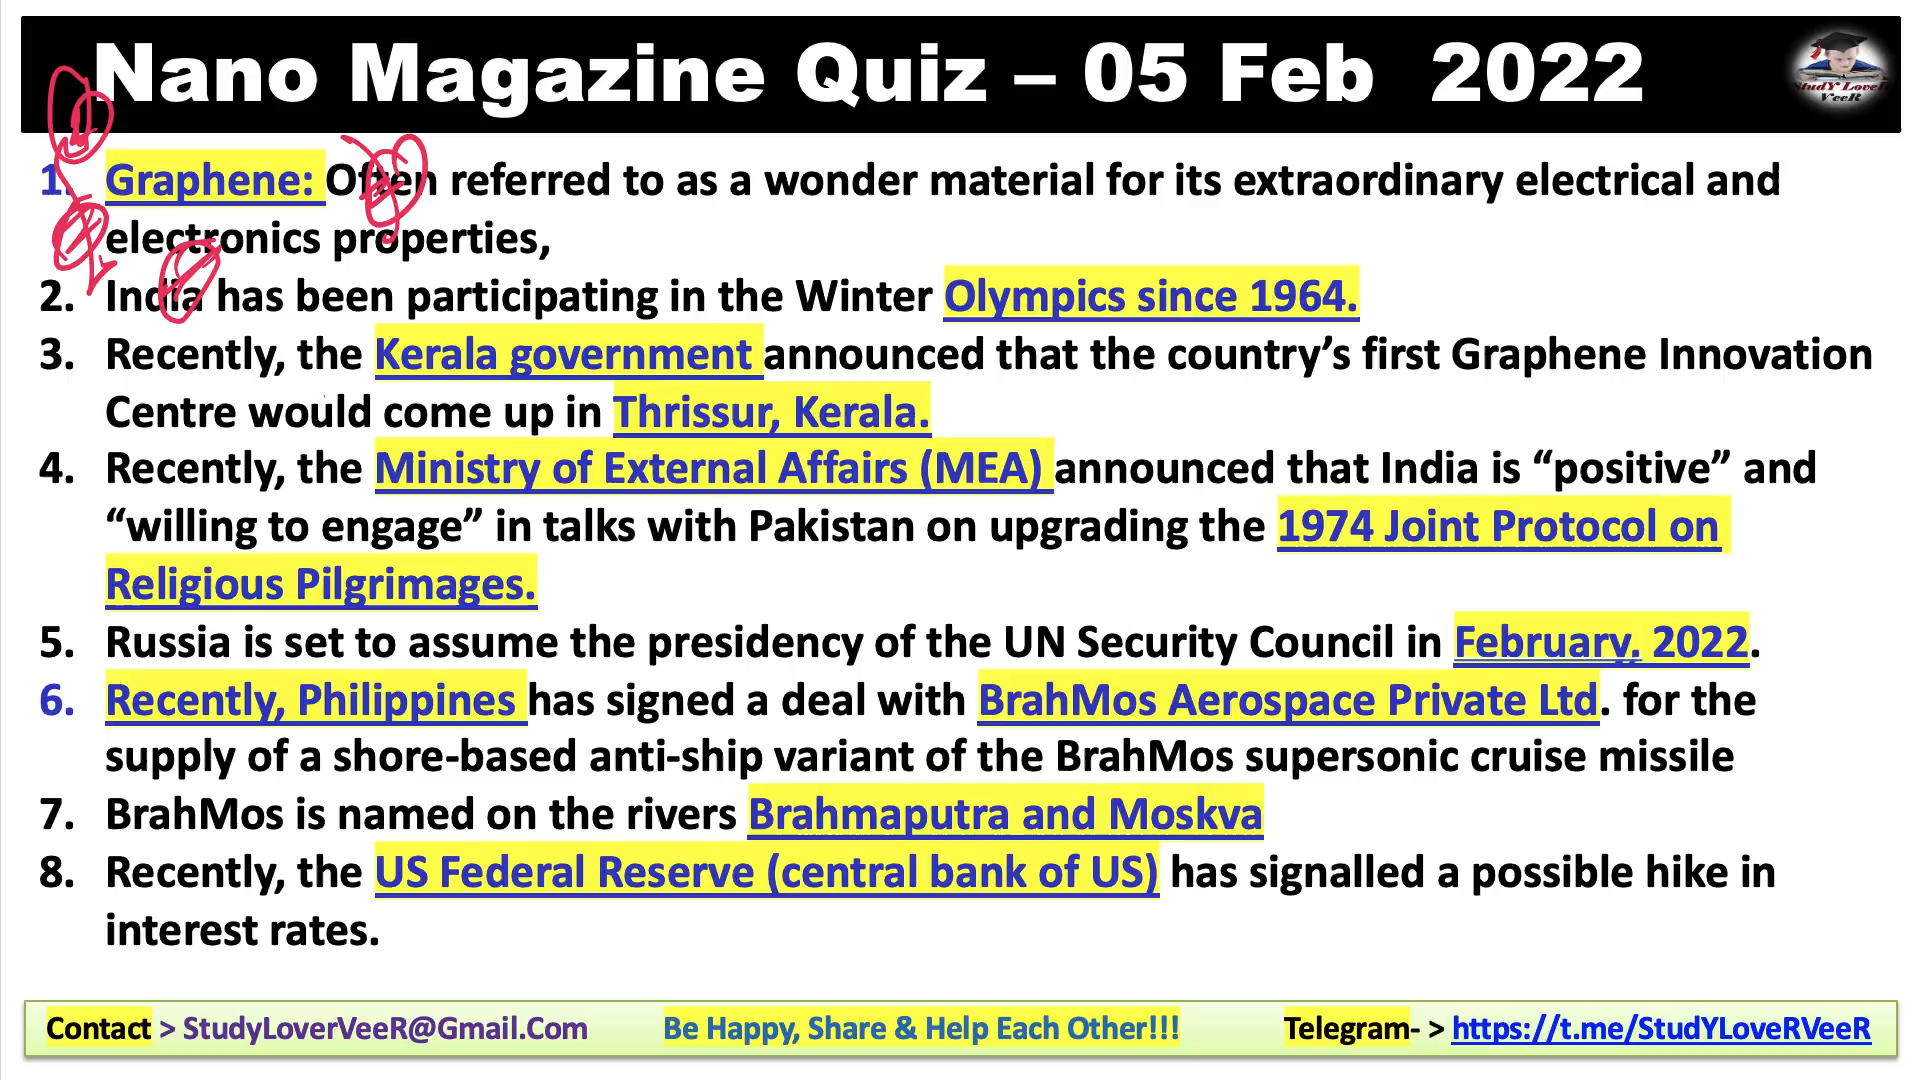 Nano Magazine Quiz – 05 Feb 2022
StudY LoveR
VeeR
1. Graphene: Often referred to as a wonder material for its extraordinary electrical and
electronics properties,
2. India has been participating in the Winter Olympics since 1964.
3. Recently, the Kerala government announced that the country’s first Graphene Innovation
Centre would come up in Thrissur, Kerala.
4. Recently, the Ministry of External Affairs (MEA) announced that India is “positive” and
“willing to engage” in talks with Pakistan on upgrading the 1974 Joint Protocol on
Religious Pilgrimages.
5. Russia is set to assume the presidency of the UN Security Council in February, 2022.
6. Recently, Philippines has signed a deal with BrahMos Aerospace Private Ltd. for the
supply of a shore-based anti-ship variant of the BrahMos supersonic cruise missile
7. BrahMos is named on the rivers Brahmaputra and Moskva
8. Recently, the US Federal Reserve (central bank of US) has signalled a possible hike in
interest rates.
Contact > StudyLoverVeeR@Gmail.Com Be Happy, Share & Help Each Other!!! Telegram- > https://t.me/StudYLoveRVeeR